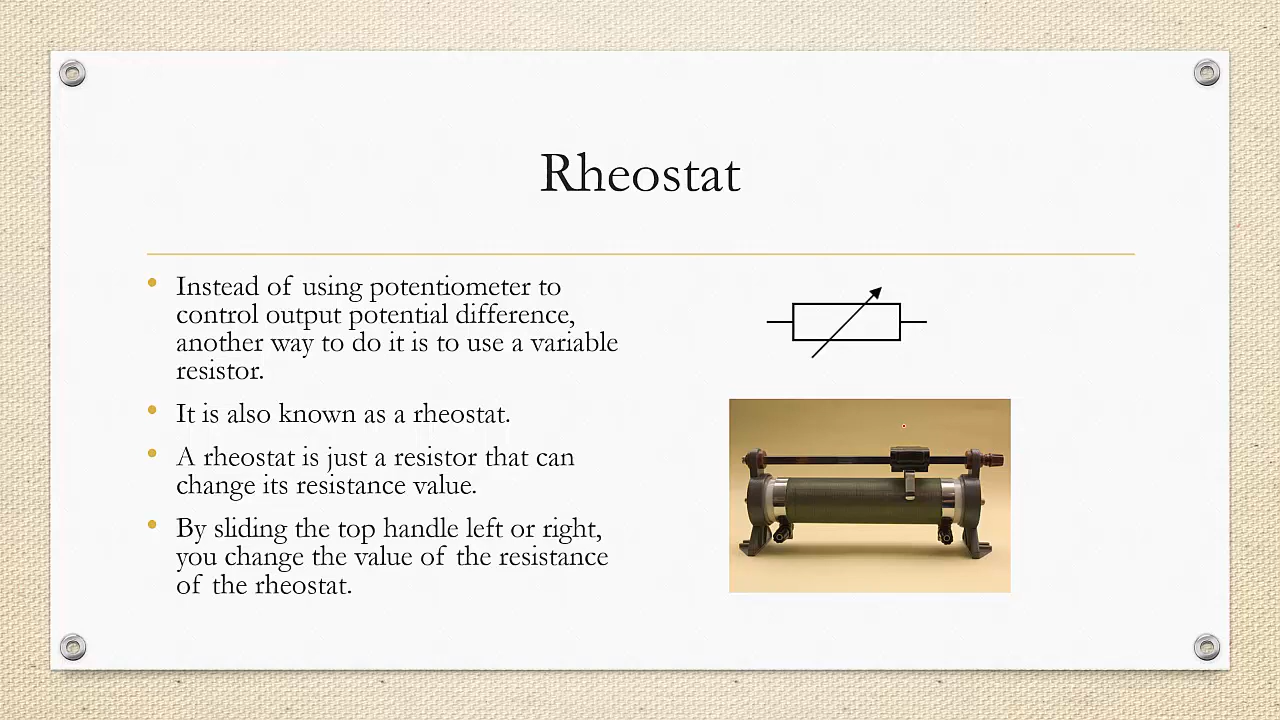 Rheostat
Instead of using potentiometer to
control output potential difference,
another way to do it is to use a variable
resistor.
It is also known as a rheostat.
A rheostat is just a resistor that can
change its resistance value.
By sliding the top handle left or right,
you change the value of the resistance
of the rheostat.